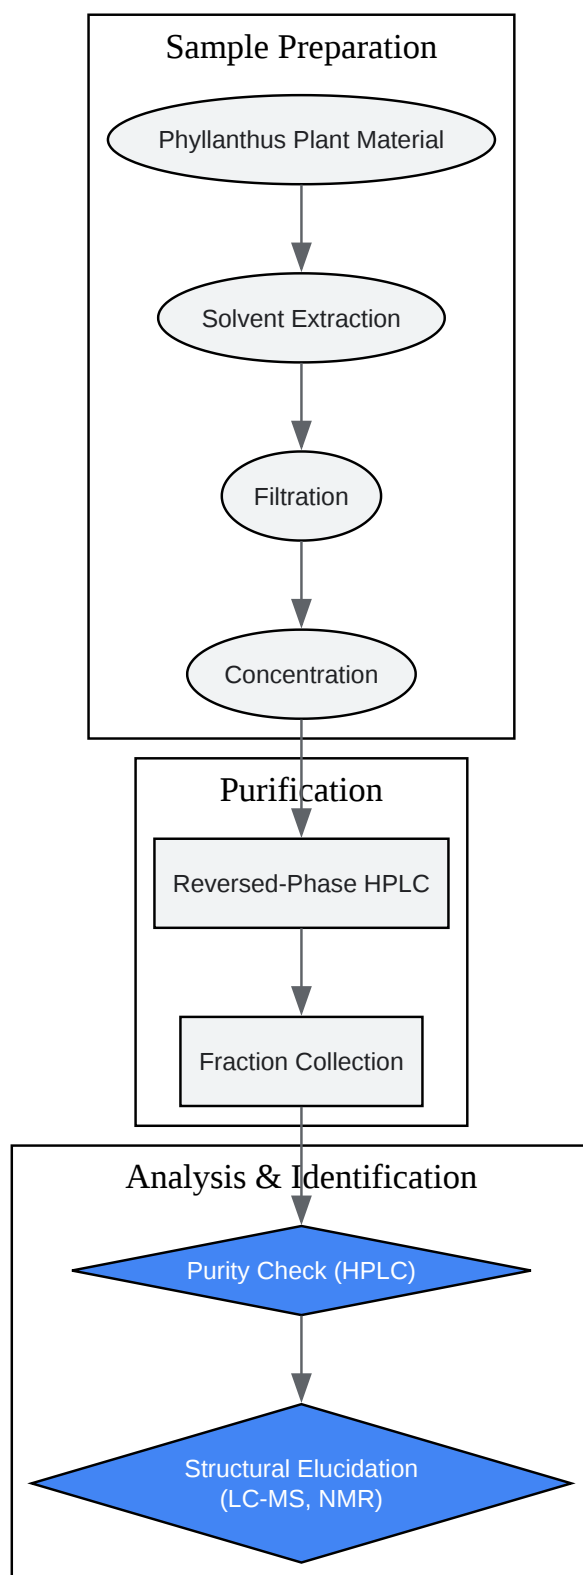 Sample Preparation
Phyllanthus Plant Material
Solvent Extraction
Filtration
Concentration
Purification
Reversed-Phase HPLC
Fraction Collection
Analysis & Identification
Purity Check (HPLC)
Structural Elucidation
(LC-MS, NMR)